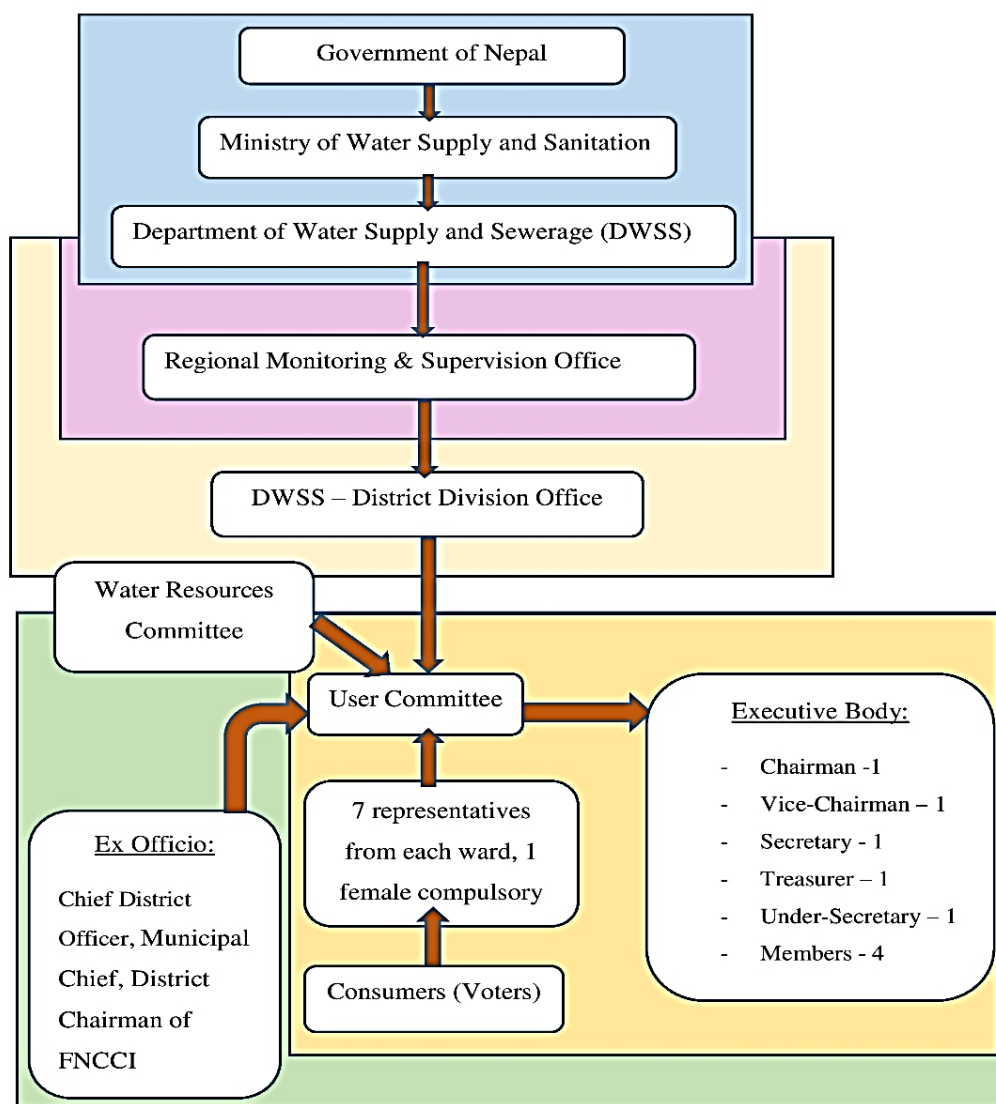 Government of Nepal
Ministry of Water Supply and Sanitation
Department of Water Supply and Sewerage (DWSS)
Regional Monitoring & Supervision Office
DWSS – District Division Office
Water Resources
Committee
User Committee
Executive Body:
- Chairman -1
- Vice-Chairman – 1
- Secretary - 1
- Treasurer – 1
- Under-Secretary – 1
- Members - 4
7 representatives
from each ward, 1
female compulsory
Ex Officio:
Chief District
Officer, Municipal
Chief, District
Chairman of
FNCCI
Consumers (Voters)